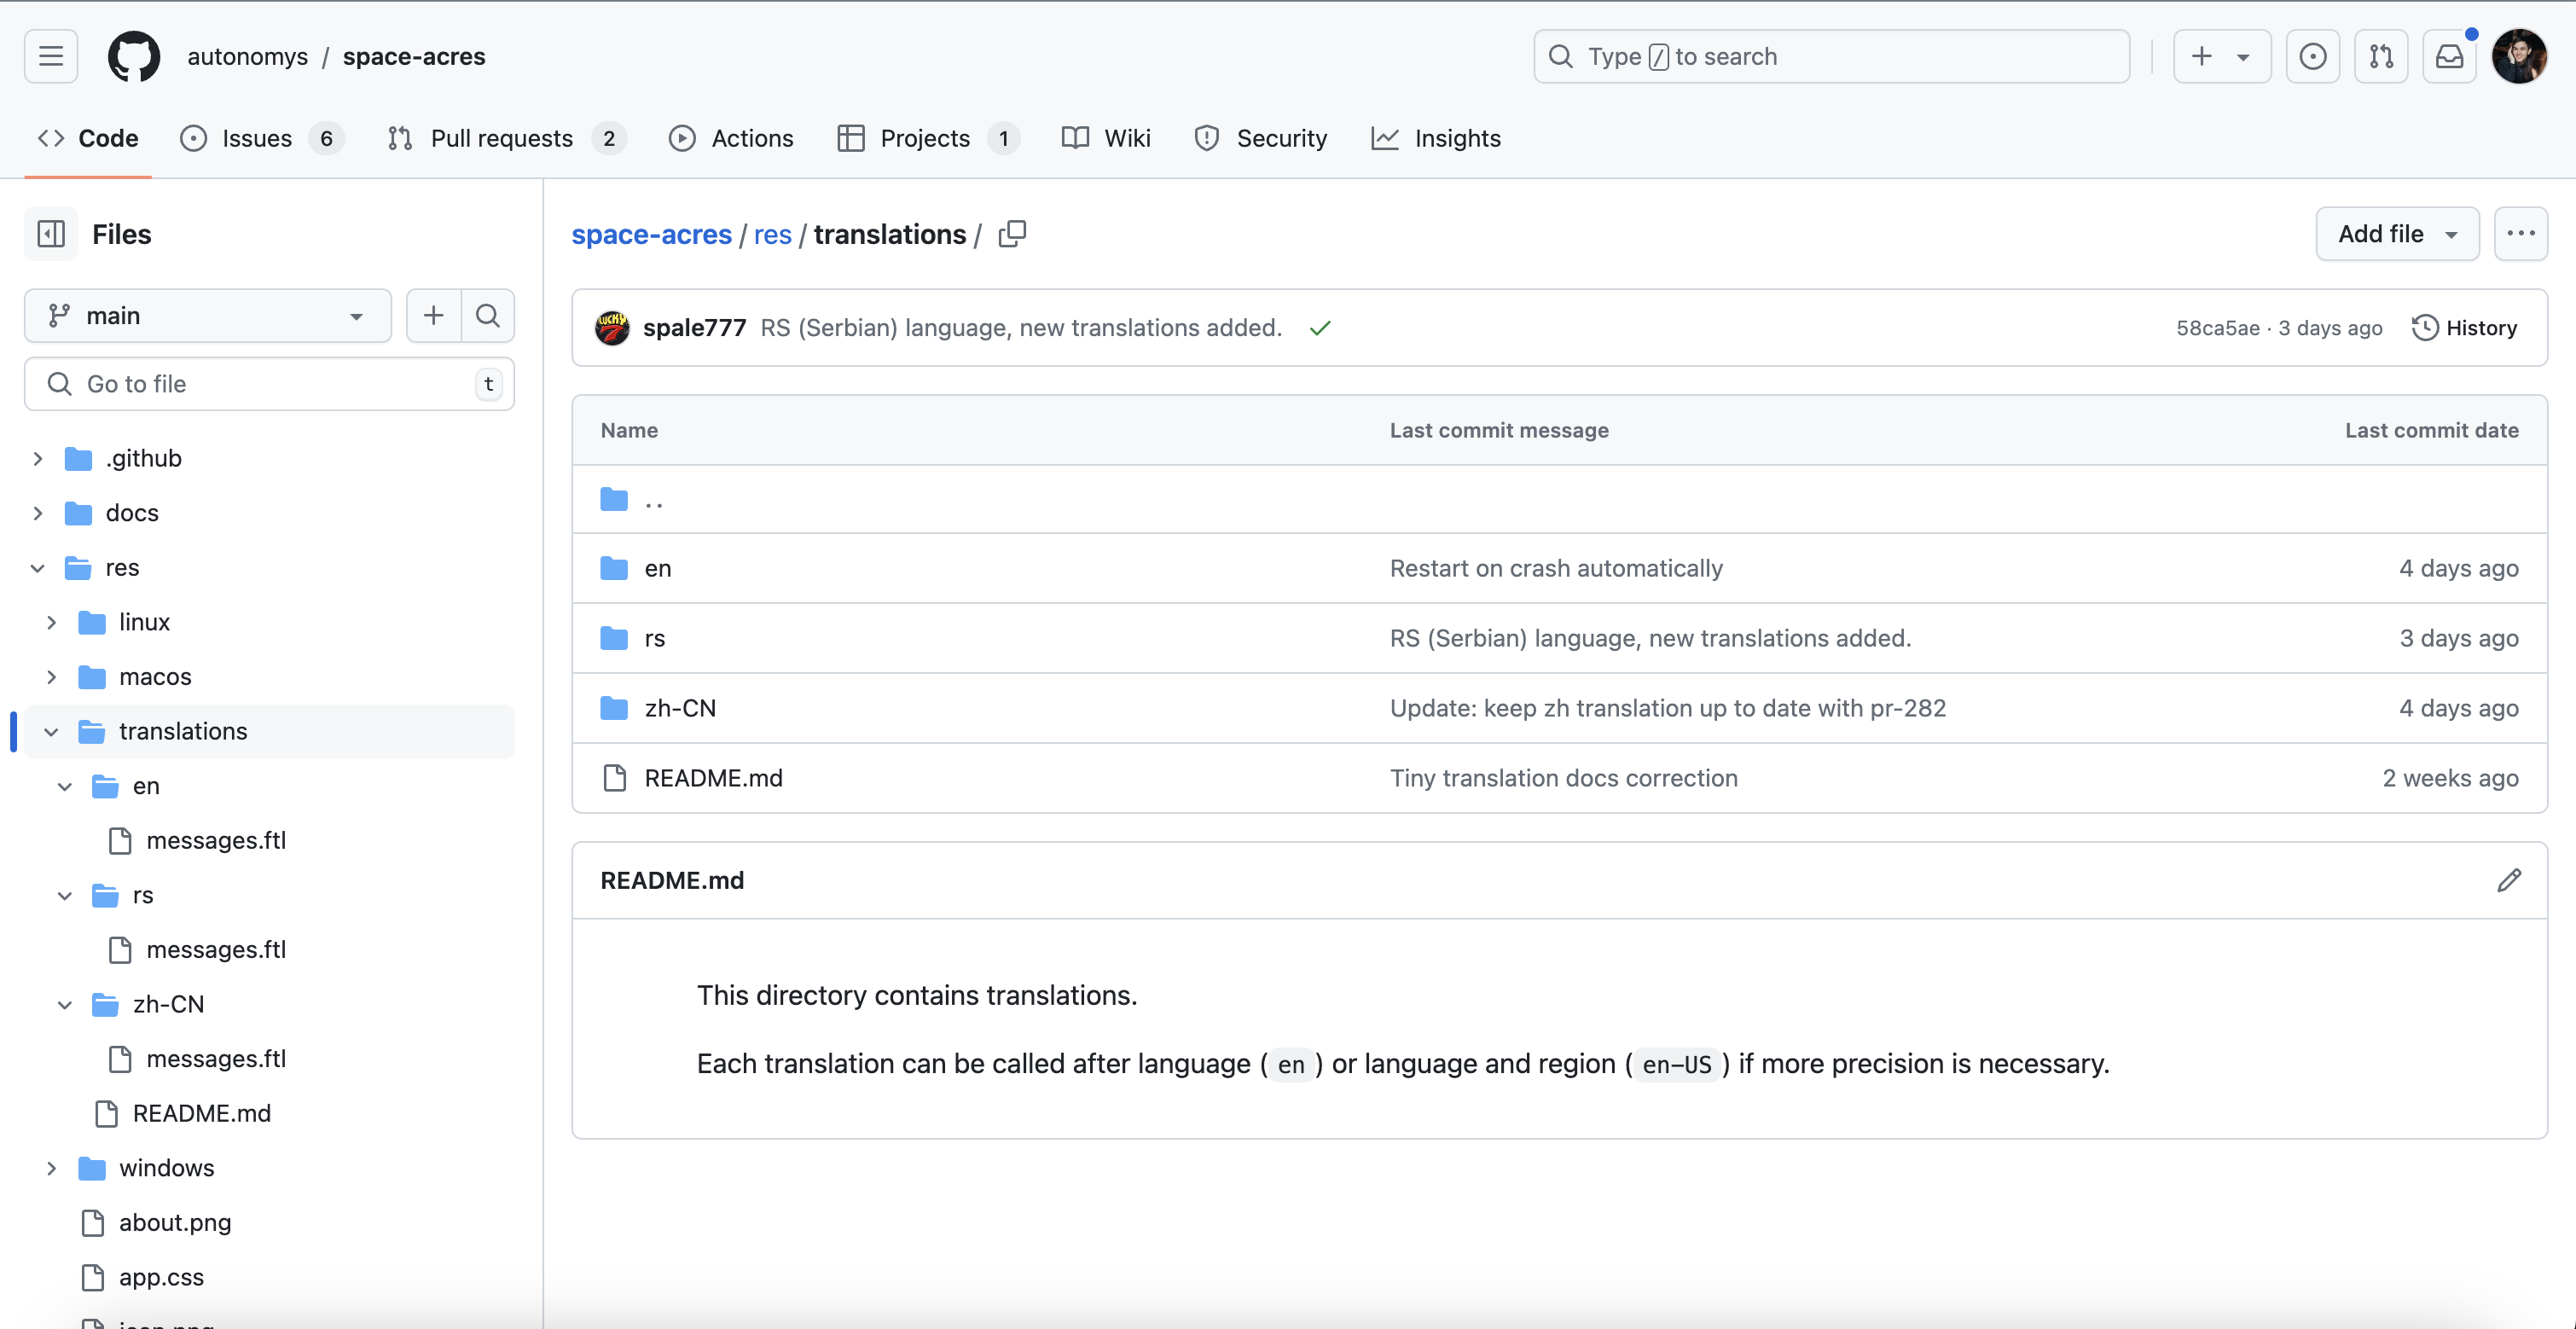 autonomys / space-acres
Type / to search
Code
Issues 6
Pull requests 2
Actions
Projects 1
Wiki
Security
Insights
Files
main
Go to file
t
.github
docs
res
linux
macos
translations
en
messages.ftl
rs
messages.ftl
zh-CN
messages.ftl
README.md
windows
about.png
app.css
space-acres / res / translations /
Add file
LUCKY 7
spale777 RS (Serbian) language, new translations added.
58ca5ae · 3 days ago
History
Name Last commit message Last commit date
..
en Restart on crash automatically 4 days ago
rs RS (Serbian) language, new translations added. 3 days ago
zh-CN Update: keep zh translation up to date with pr-282 4 days ago
README.md Tiny translation docs correction 2 weeks ago
README.md
This directory contains translations.
Each translation can be called after language (en) or language and region (en-US) if more precision is necessary.